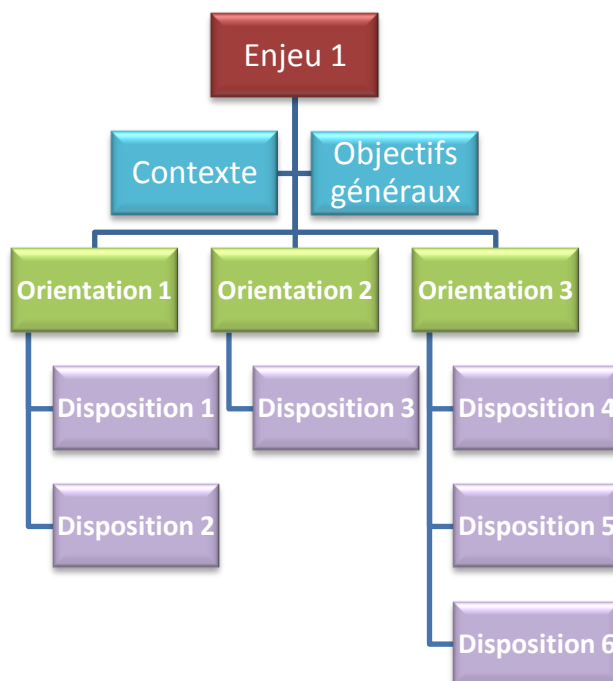 Enjeu 1
Contexte
Objectifs
généraux
Orientation 1
Orientation 2
Orientation 3
Disposition 1
Disposition 3
Disposition 4
Disposition 2
Disposition 5
Disposition 6